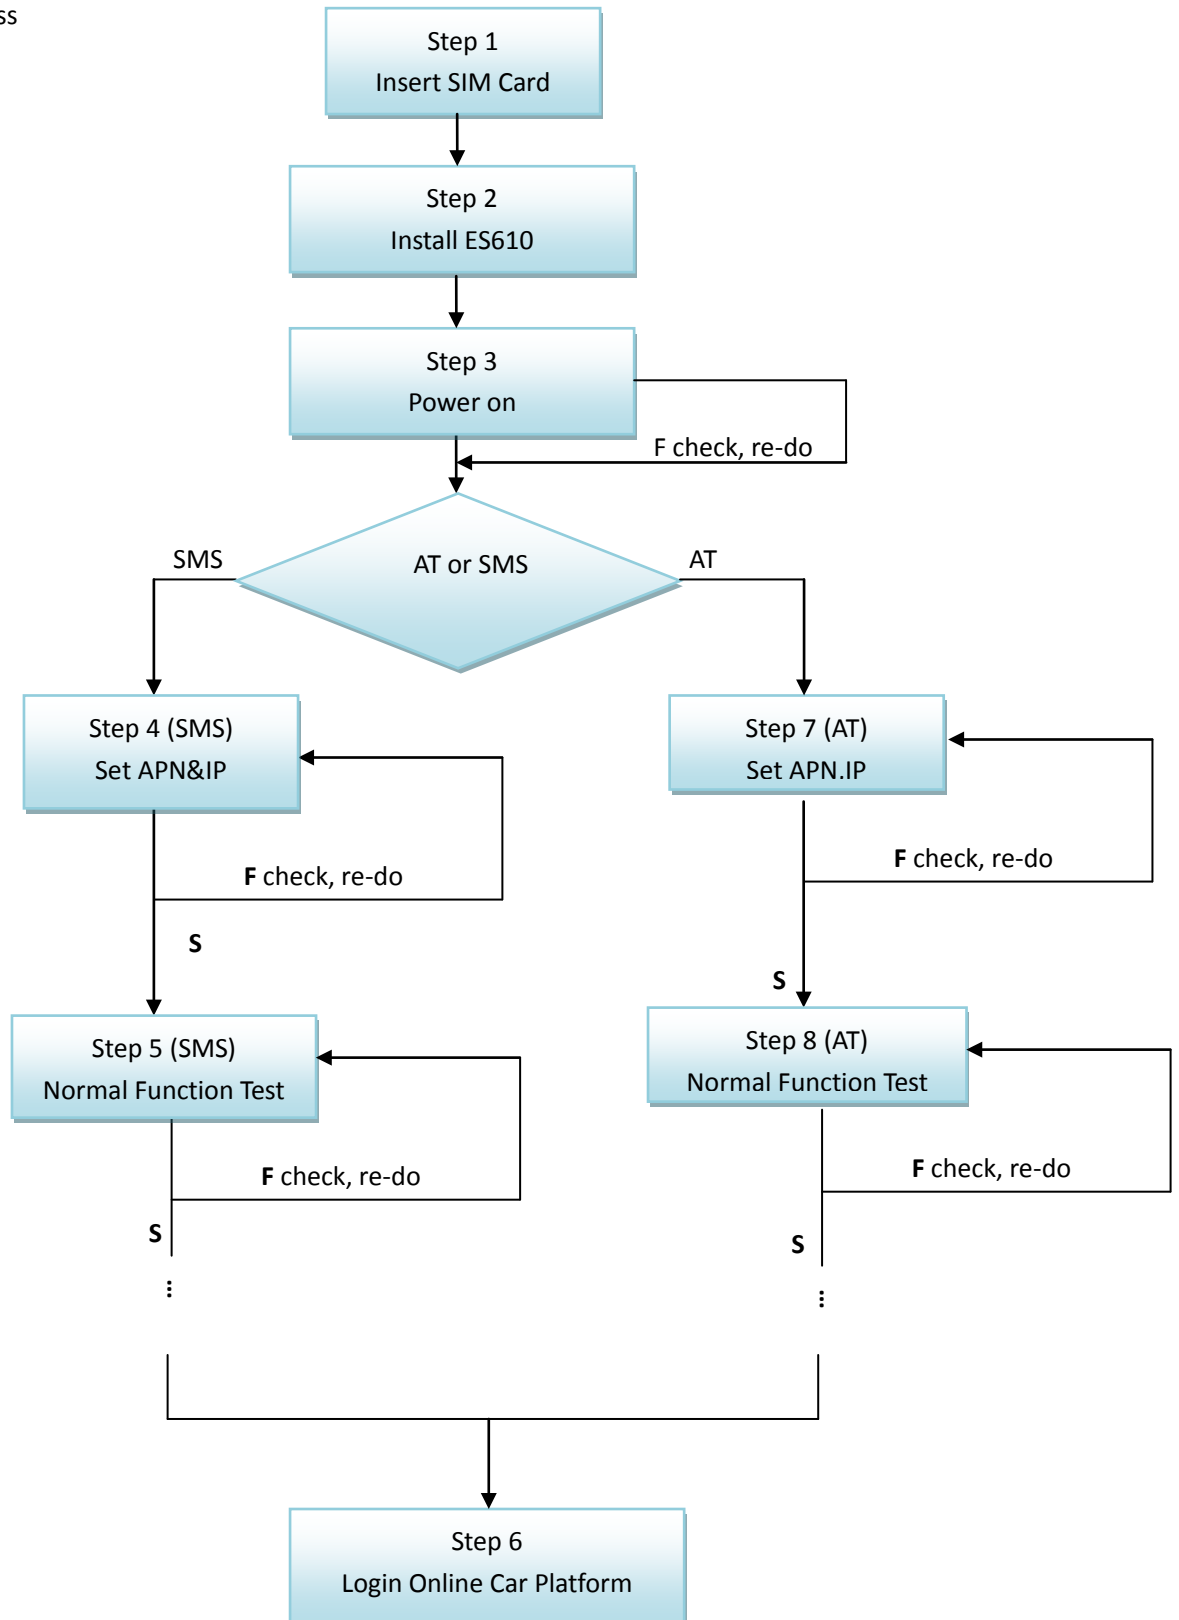 ss
Step 1
Insert SIM Card
Step 2
Install ES610
Step 3
Power on
F check, re-do
AT or SMS
SMS
AT
Step 4 (SMS)
Set APN&IP
F check, re-do
S
Step 7 (AT)
Set APN.IP
F check, re-do
S
Step 5 (SMS)
Normal Function Test
F check, re-do
S
...
Step 8 (AT)
Normal Function Test
F check, re-do
S
...
Step 6
Login Online Car Platform